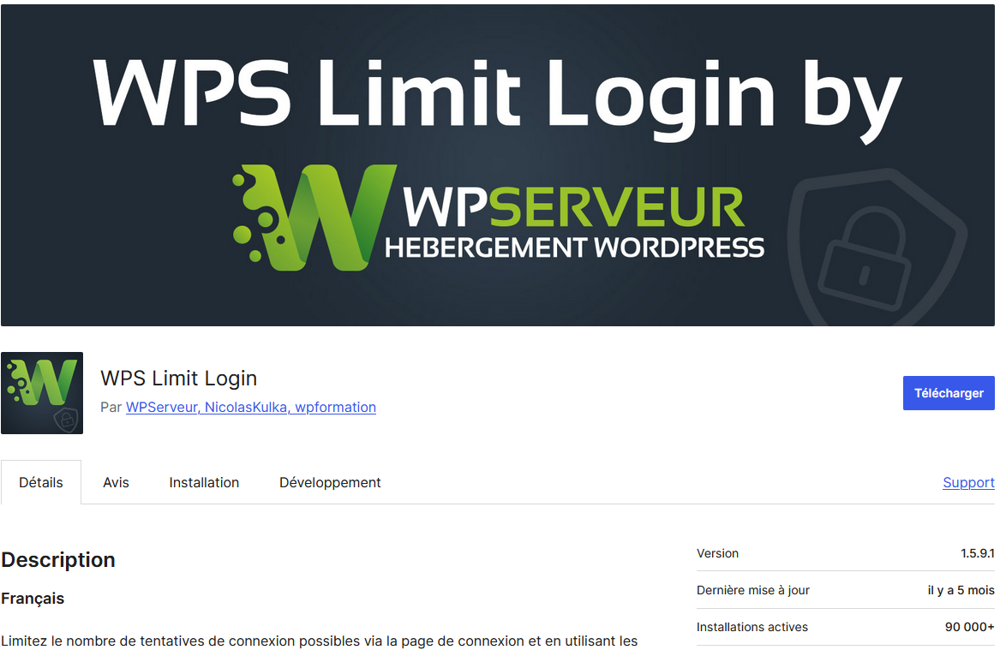 WPS Limit Login by
WPSERVEUR
HEBERGEMENT WORDPRESS
WPS Limit Login
Par WPServeur, NicolasKulka, wpformation
Télécharger
Détails
Avis
Installation
Développement
Support
Description
Français
Limitez le nombre de tentatives de connexion possibles via la page de connexion et en utilisant les
Version 1.5.9.1
Dernière mise à jour il y a 5 mois
Installations actives 90 000+